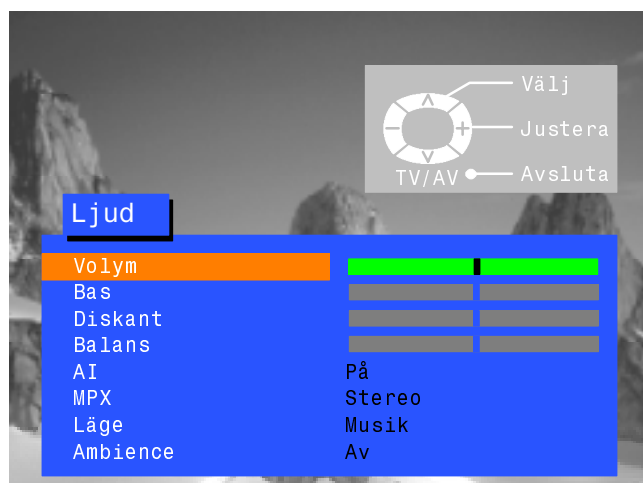 Välj
Justera
TV/AV Avsluta
Ljud
Volym
Bas
Diskant
Balans
AI På
MPX Stereo
Läge Musik
Ambience Av